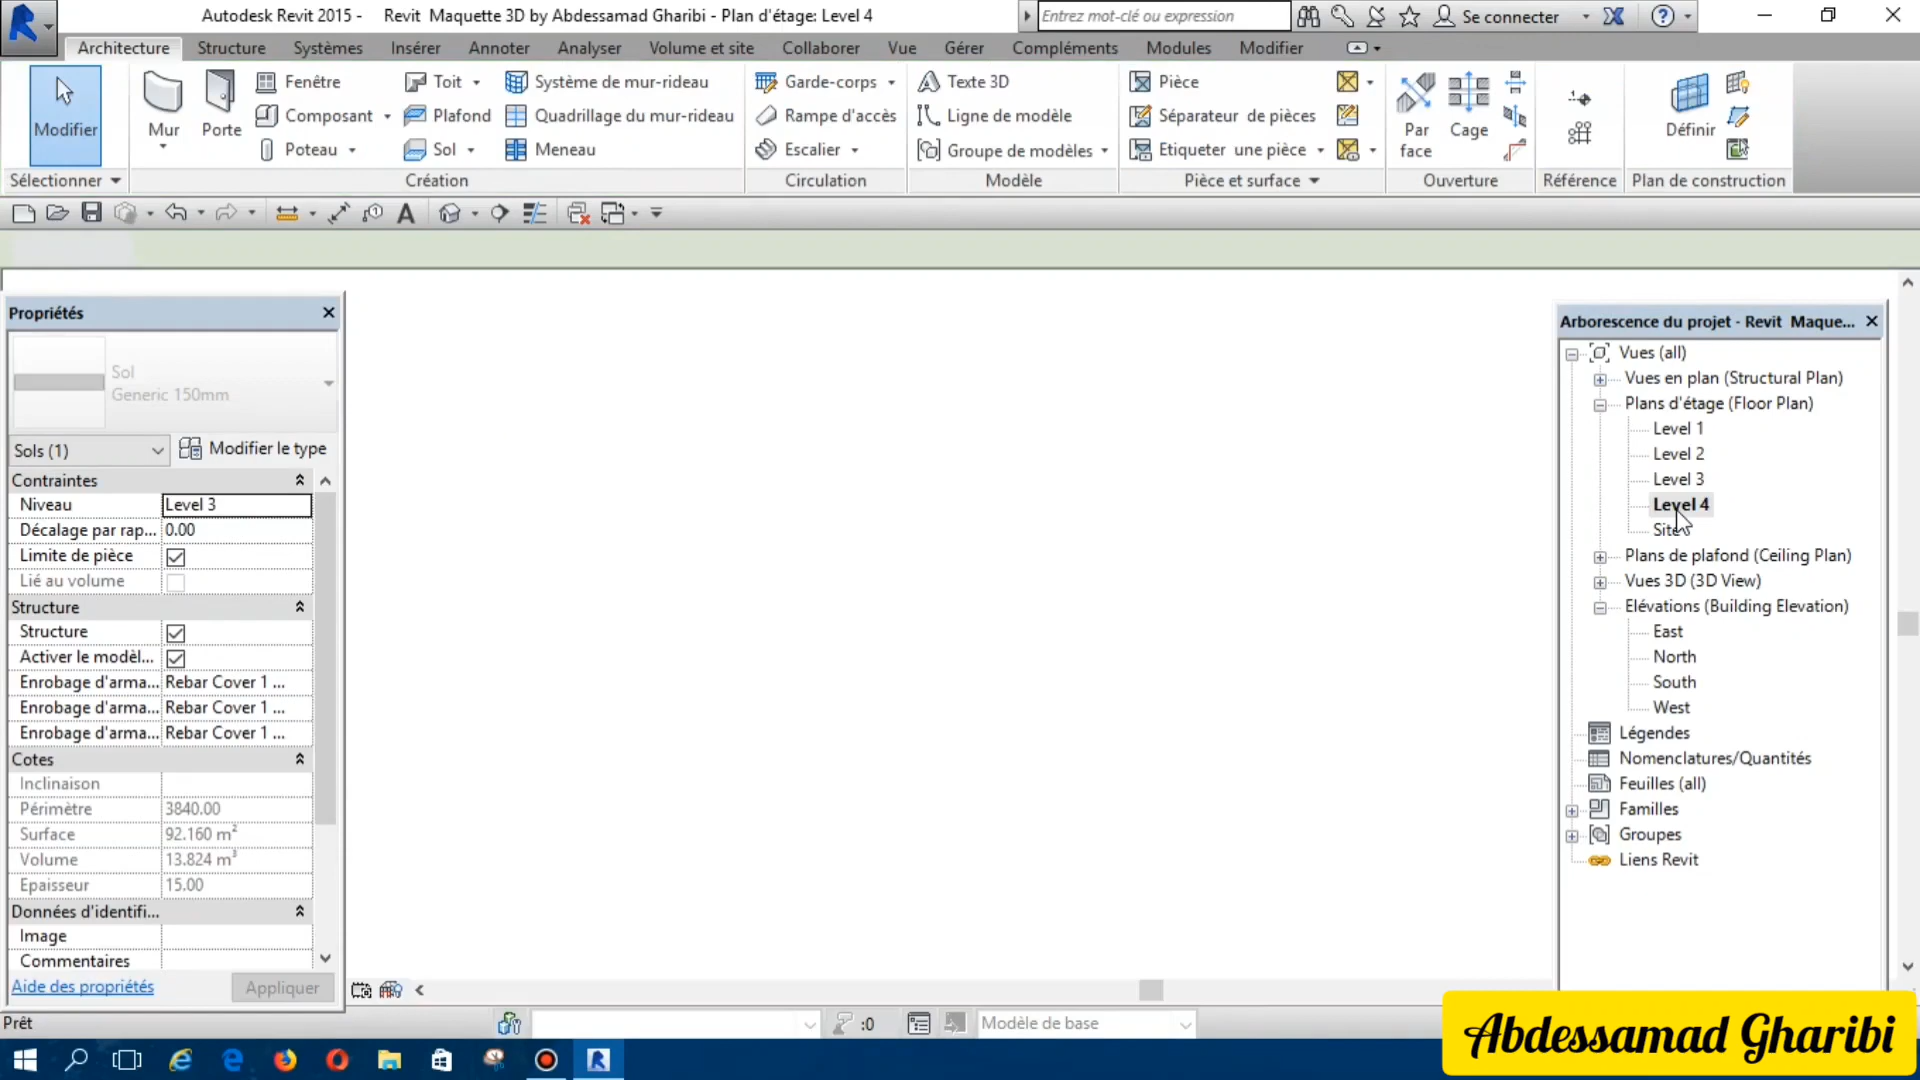 Autodesk Revit 2015 - Revit Maquette 3D by Abdessamad Gharibi - Plan d'étage: Level 4
Entrez mot-clé ou expression
Se connecter
Architecture Structure Systèmes Insérer Annoter Analyser Volume et site Collaborer Vue Gérer Compléments Modules Modifier
Modifier
Mur
Porte
Fenêtre
Composant
Poteau
Toit
Plafond
Sol
Système de mur-rideau
Quadrillage du mur-rideau
Meneau
Garde-corps
Rampe d'accès
Escalier
Texte 3D
Ligne de modèle
Groupe de modèles
Pièce
Séparateur de pièces
Etiqueter une pièce
Par face
Cage
Définir
Sélectionner
Création
Circulation
Modèle
Pièce et surface
Ouverture
Référence
Plan de construction
Propriétés
Sol
Generic 150mm
Sols (1)
Modifier le type
Contraintes
Niveau Level 3
Décalage par rap... 0.00
Limite de pièce
Lié au volume
Structure
Structure
Activer le modèl...
Enrobage d'arma... Rebar Cover 1 ...
Enrobage d'arma... Rebar Cover 1 ...
Enrobage d'arma... Rebar Cover 1 ...
Cotes
Inclinaison
Périmètre 3840.00
Surface 92.160 m²
Volume 13.824 m³
Epaisseur 15.00
Données d'identifi...
Image
Commentaires
Aide des propriétés
Appliquer
Arborescence du projet - Revit Maque...
Vues (all)
Vues en plan (Structural Plan)
Plans d'étage (Floor Plan)
Level 1
Level 2
Level 3
Level 4
Site
Plans de plafond (Ceiling Plan)
Vues 3D (3D View)
Elévations (Building Elevation)
East
North
South
West
Légendes
Nomenclatures/Quantités
Feuilles (all)
Familles
Groupes
Liens Revit
Prêt
:0
Modèle de base
Abdessamad Gharibi